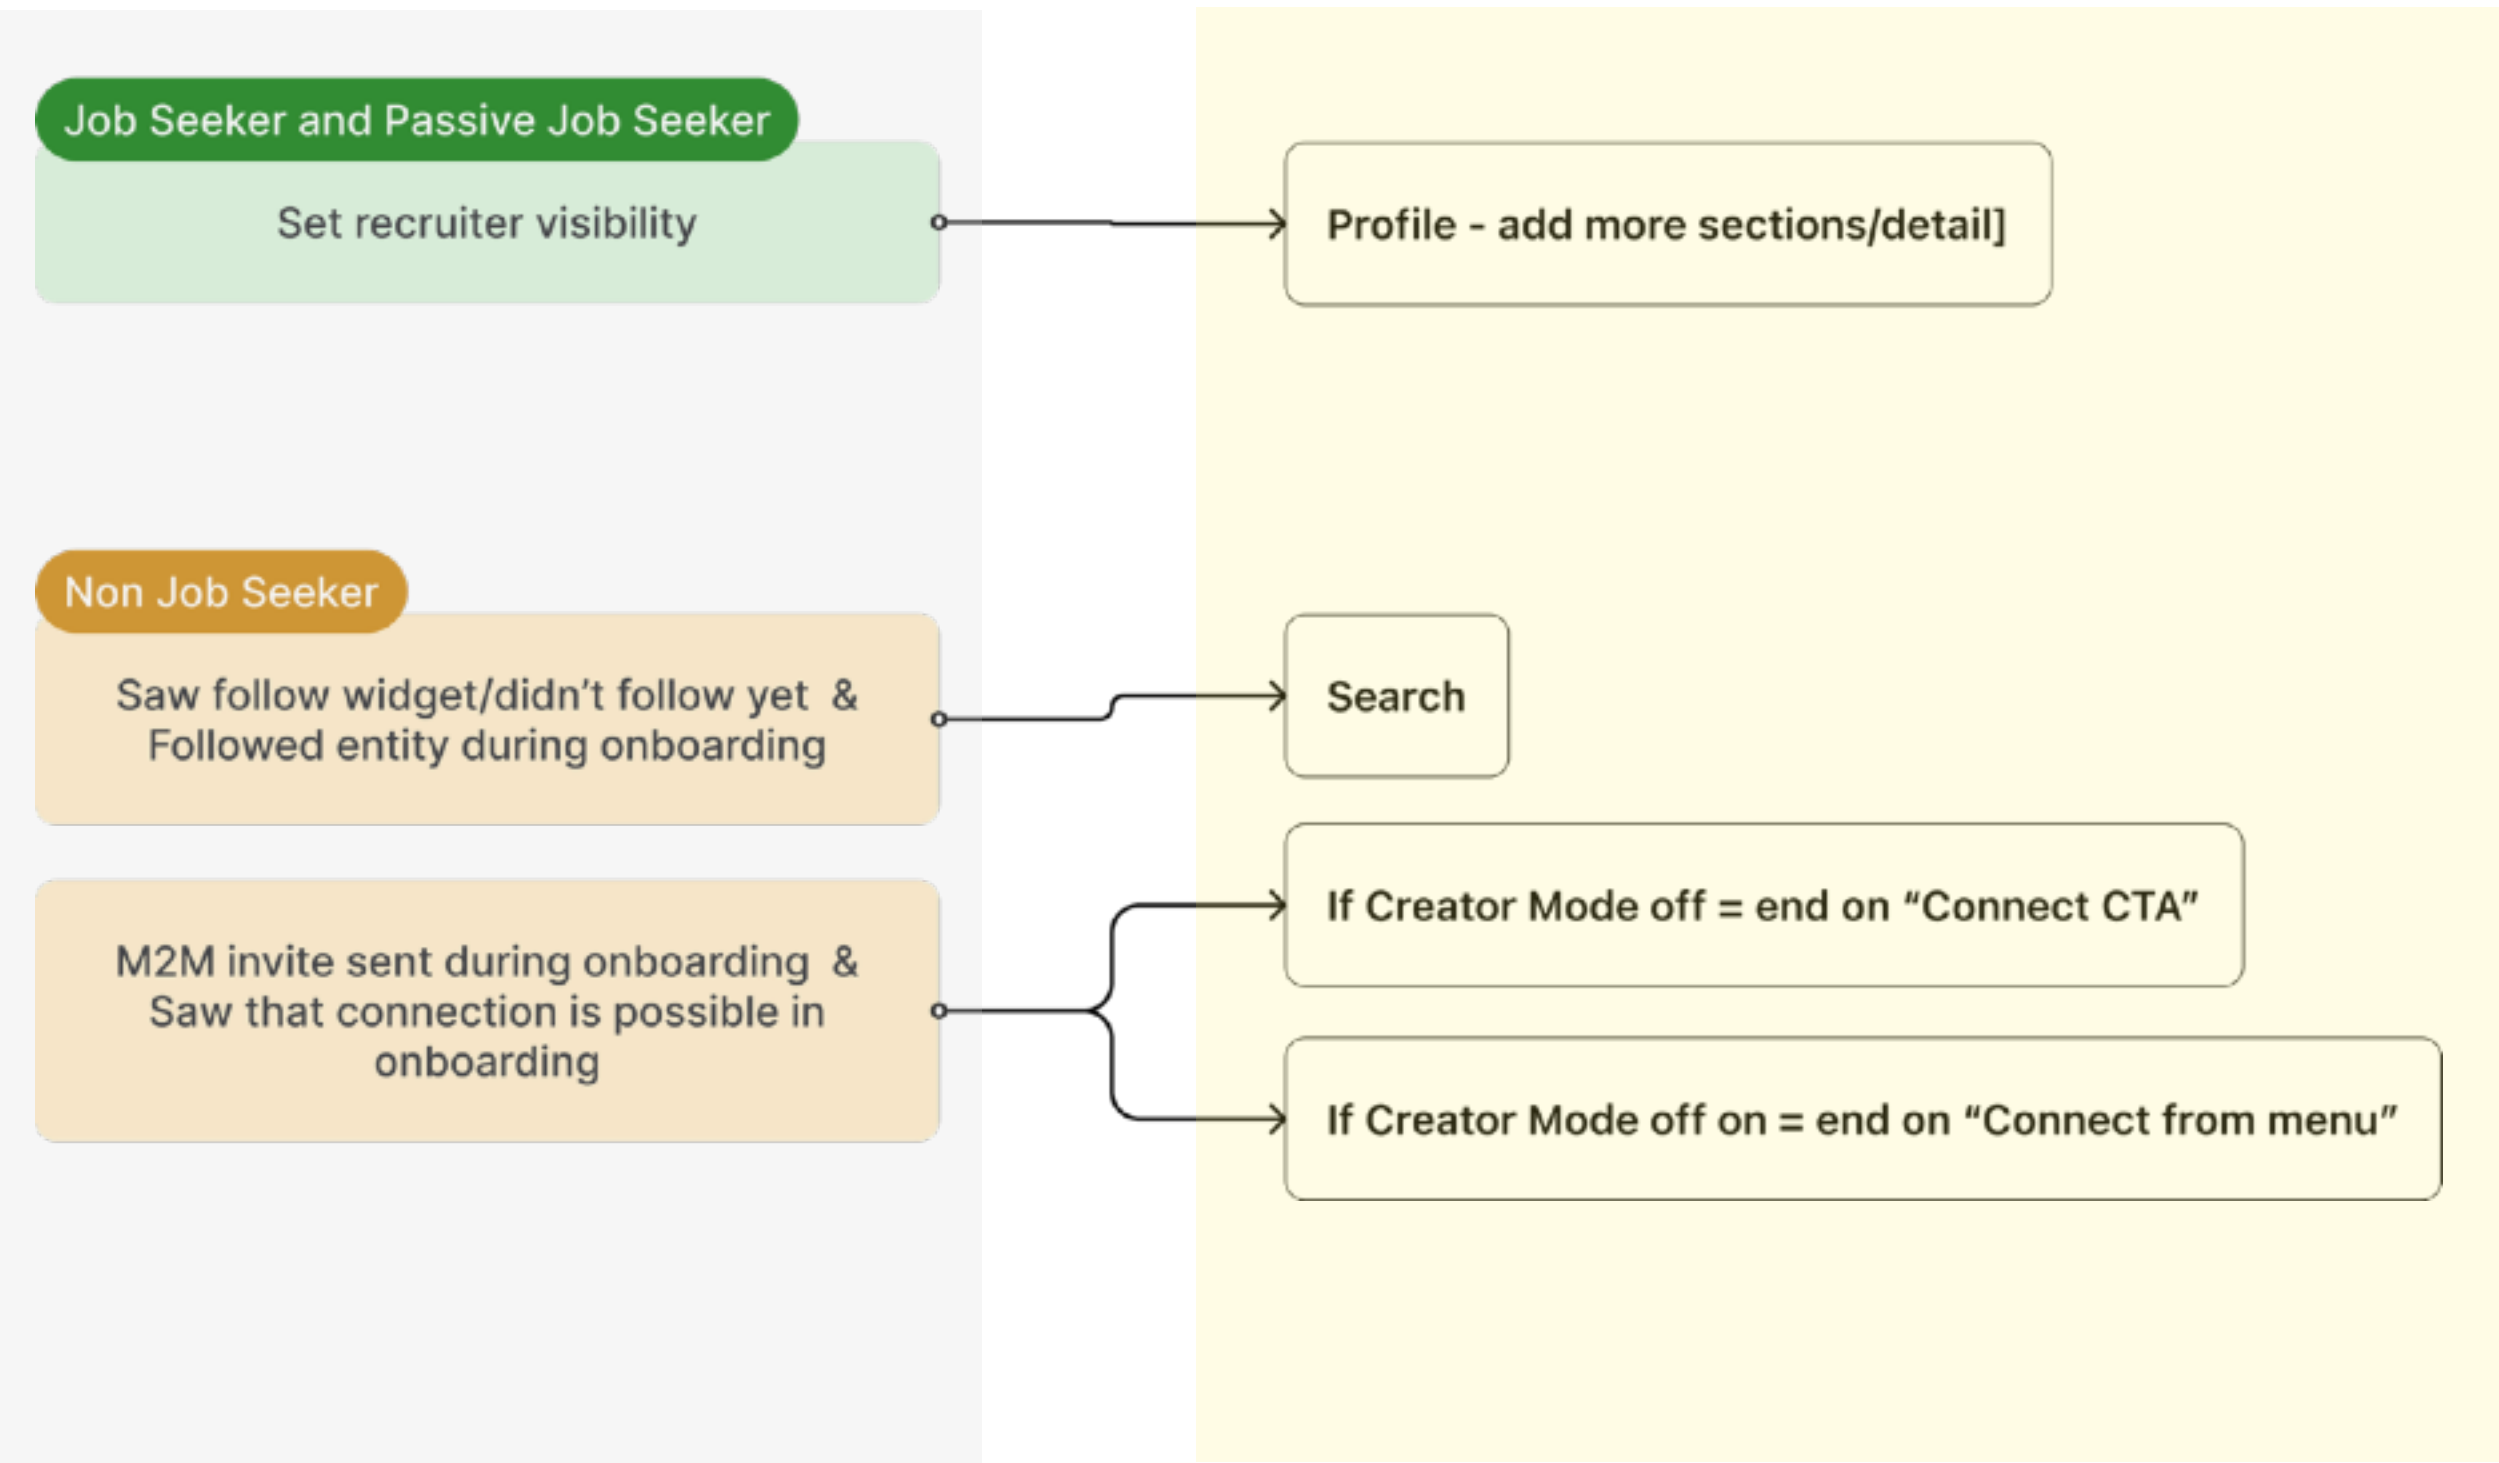 Job Seeker and Passive Job Seeker
Set recruiter visibility
Profile - add more sections/detail]
Non Job Seeker
Saw follow widget/didn’t follow yet  &
Followed entity during onboarding
Search
M2M invite sent during onboarding  &
Saw that connection is possible in
onboarding
If Creator Mode off = end on “Connect CTA”
If Creator Mode off on = end on “Connect from menu”